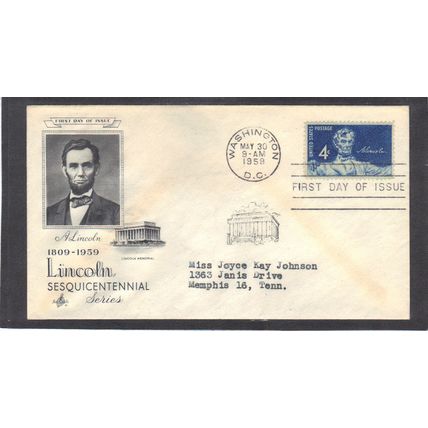 FIRST DAY OF ISSUE
A. Lincoln
1809-1959
LINCOLN MEMORIAL
Lincoln
SESQUICENTENNIAL
Series
WASHINGTON
MAY 30
9-AM
1959
D.C.
UNITED STATES POSTAGE
4¢
A. Lincoln
FIRST DAY OF ISSUE
Miss Joyce Kay Johnson
1363 Janis Drive
Memphis 16, Tenn.